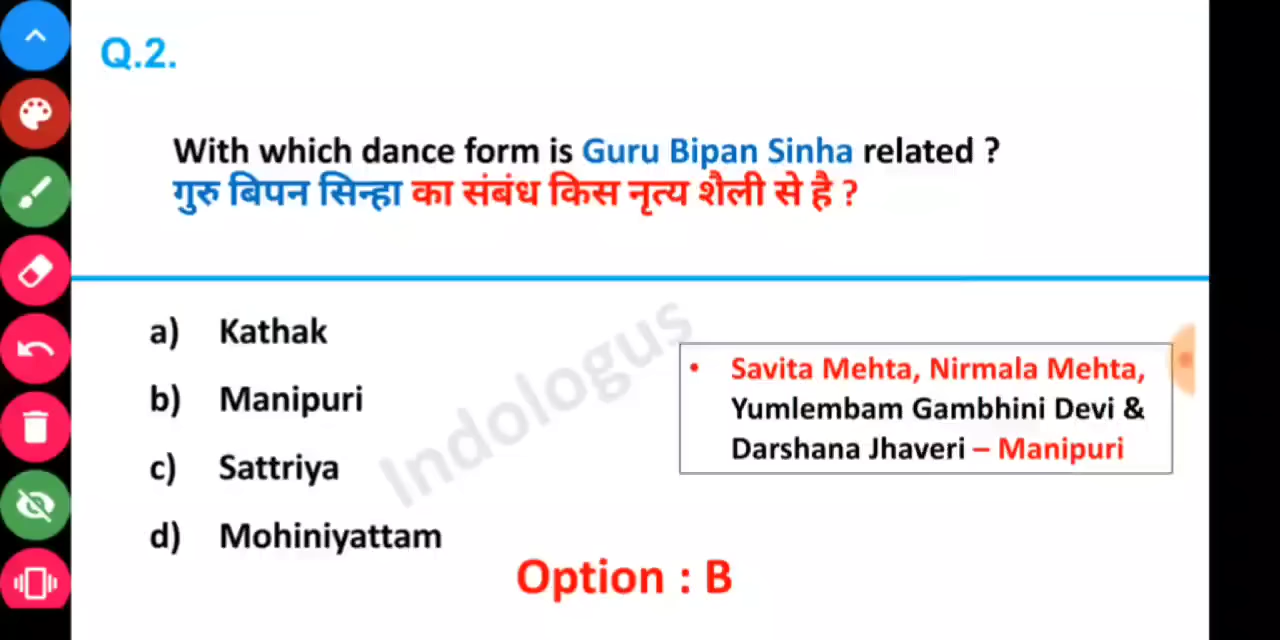 Q.2.
With which dance form is Guru Bipan Sinha related ?
गुरु बिपन सिन्हा का संबंध किस नृत्य शैली से है ?
a) Kathak
b) Manipuri
c) Sattriya
d) Mohiniyattam
• Savita Mehta, Nirmala Mehta,
Yumlembam Gambhini Devi &
Darshana Jhaveri – Manipuri
Indologus
Option : B